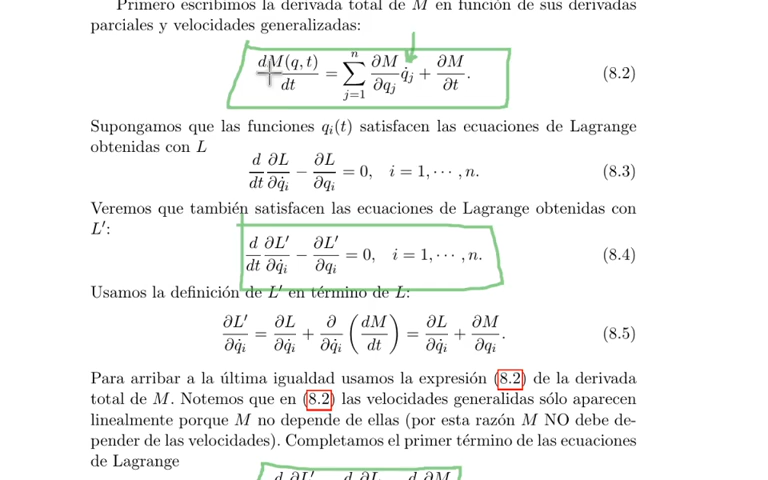 Primero escribimos la derivada total de M en función de sus derivadas
parciales y velocidades generalizadas:
dM(q, t)/dt = ∑_{j=1}^{n} ∂M/∂q_j q̇_j + ∂M/∂t. (8.2)
Supongamos que las funciones q_i(t) satisfacen las ecuaciones de Lagrange
obtenidas con L
d/dt ∂L/∂q̇_i − ∂L/∂q_i = 0, i = 1, ⋯ , n. (8.3)
Veremos que también satisfacen las ecuaciones de Lagrange obtenidas con
L′:
d/dt ∂L′/∂q̇_i − ∂L′/∂q_i = 0, i = 1, ⋯ , n. (8.4)
Usamos la definición de L′ en término de L:
∂L′/∂q̇_i = ∂L/∂q̇_i + ∂/∂q̇_i (dM/dt) = ∂L/∂q̇_i + ∂M/∂q_i. (8.5)
Para arribar a la última igualdad usamos la expresión (8.2) de la derivada
total de M. Notemos que en (8.2) las velocidades generalidas sólo aparecen
linealmente porque M no depende de ellas (por esta razón M NO debe de-
pender de las velocidades). Completamos el primer término de las ecuaciones
de Lagrange
d ∂L′ d ∂L d ∂M